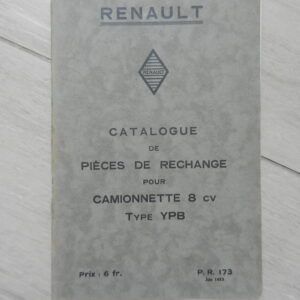 RENAULT
RENAULT
CATALOGUE
DE
PIÈCES DE RECHANGE
POUR
CAMIONNETTE 8 CV
TYPE YPB
Prix : 6 fr.
P. R. 173